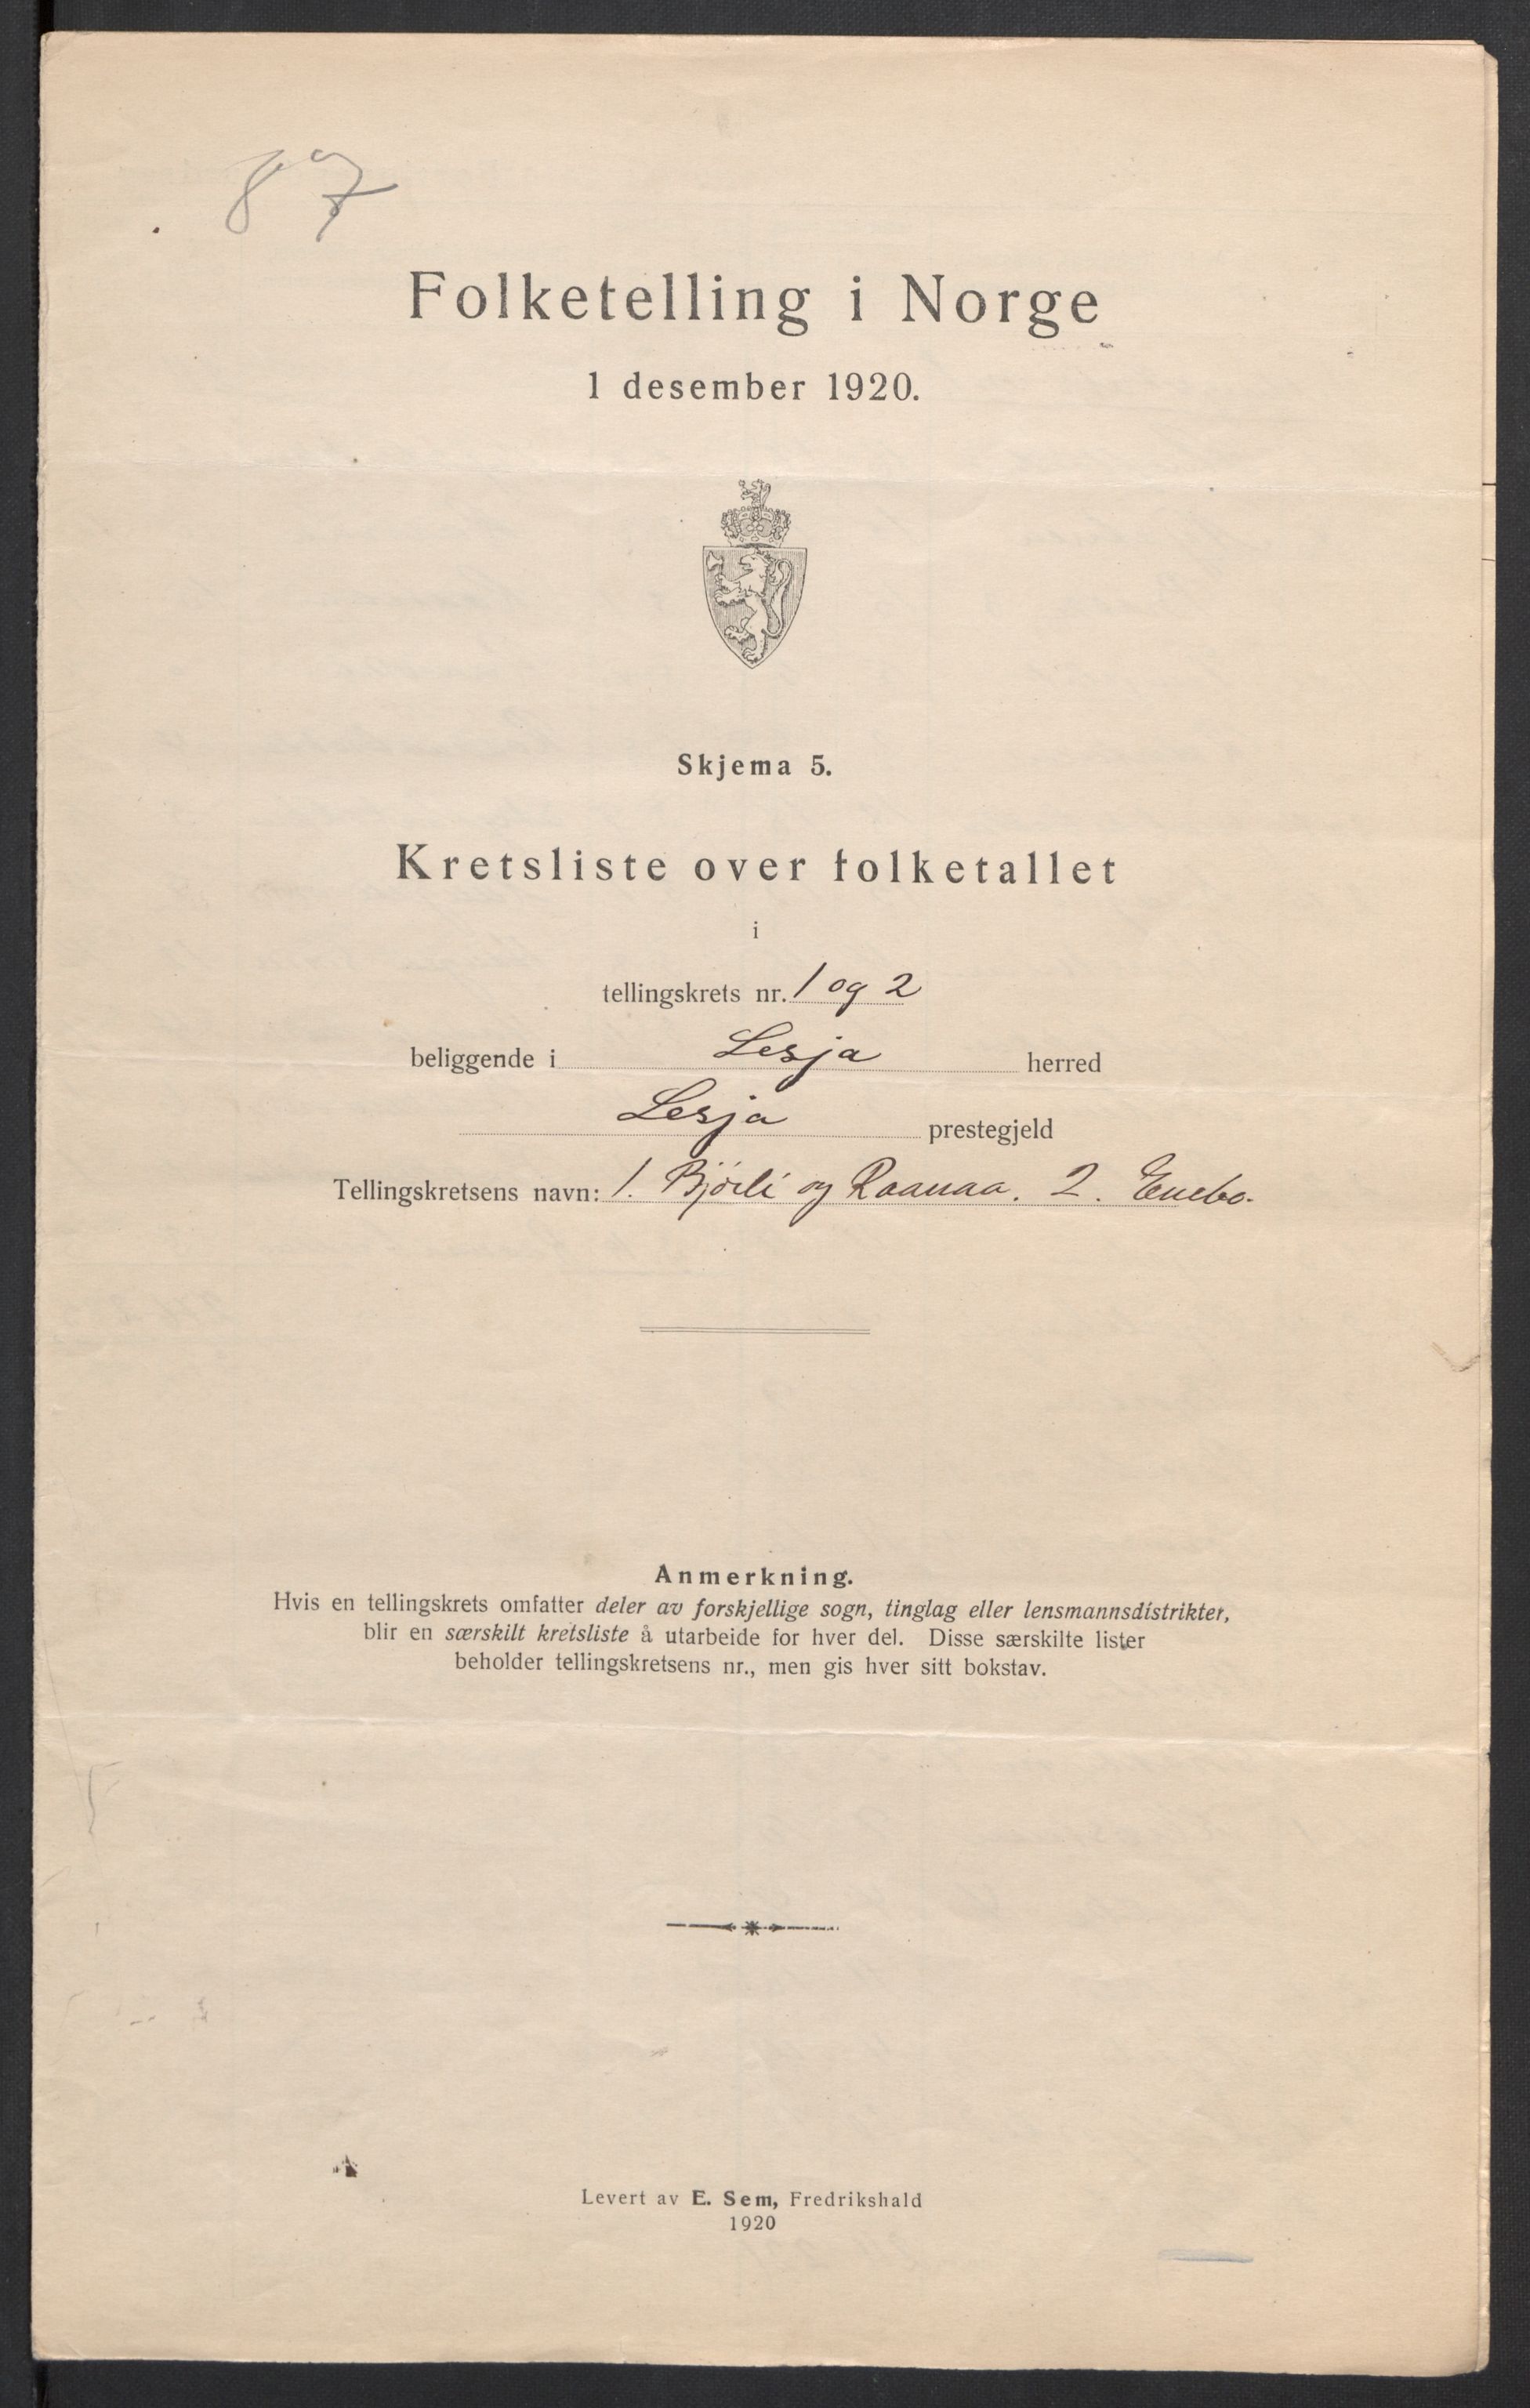 87
Folketelling i Norge
1 desember 1920.
Skjema 5.
Kretsliste over folketallet
i
tellingskrets nr. 1 og 2
beliggende i Lesja herred
Lesja prestegjeld
Tellingskretsens navn: 1. Bjórli og Raanaa. 2. Enebo.
Anmerkning.
Hvis en tellingskrets omfatter deler av forskjellige sogn, tinglag eller lensmannsdistrikter,
blir en særskilt kretsliste å utarbeide for hver del. Disse særskilte lister
beholder tellingskretsens nr., men gis hver sitt bokstav.
Levert av E. Sem, Fredrikshald
1920